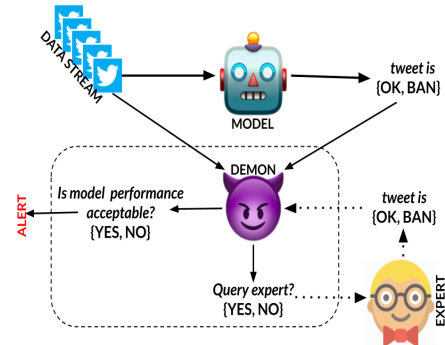 DATA STREAM
MODEL
tweet is
{OK, BAN}
DEMON
Is model performance
acceptable?
{YES, NO}
ALERT
tweet is
{OK, BAN}
Query expert?
{YES, NO}
EXPERT